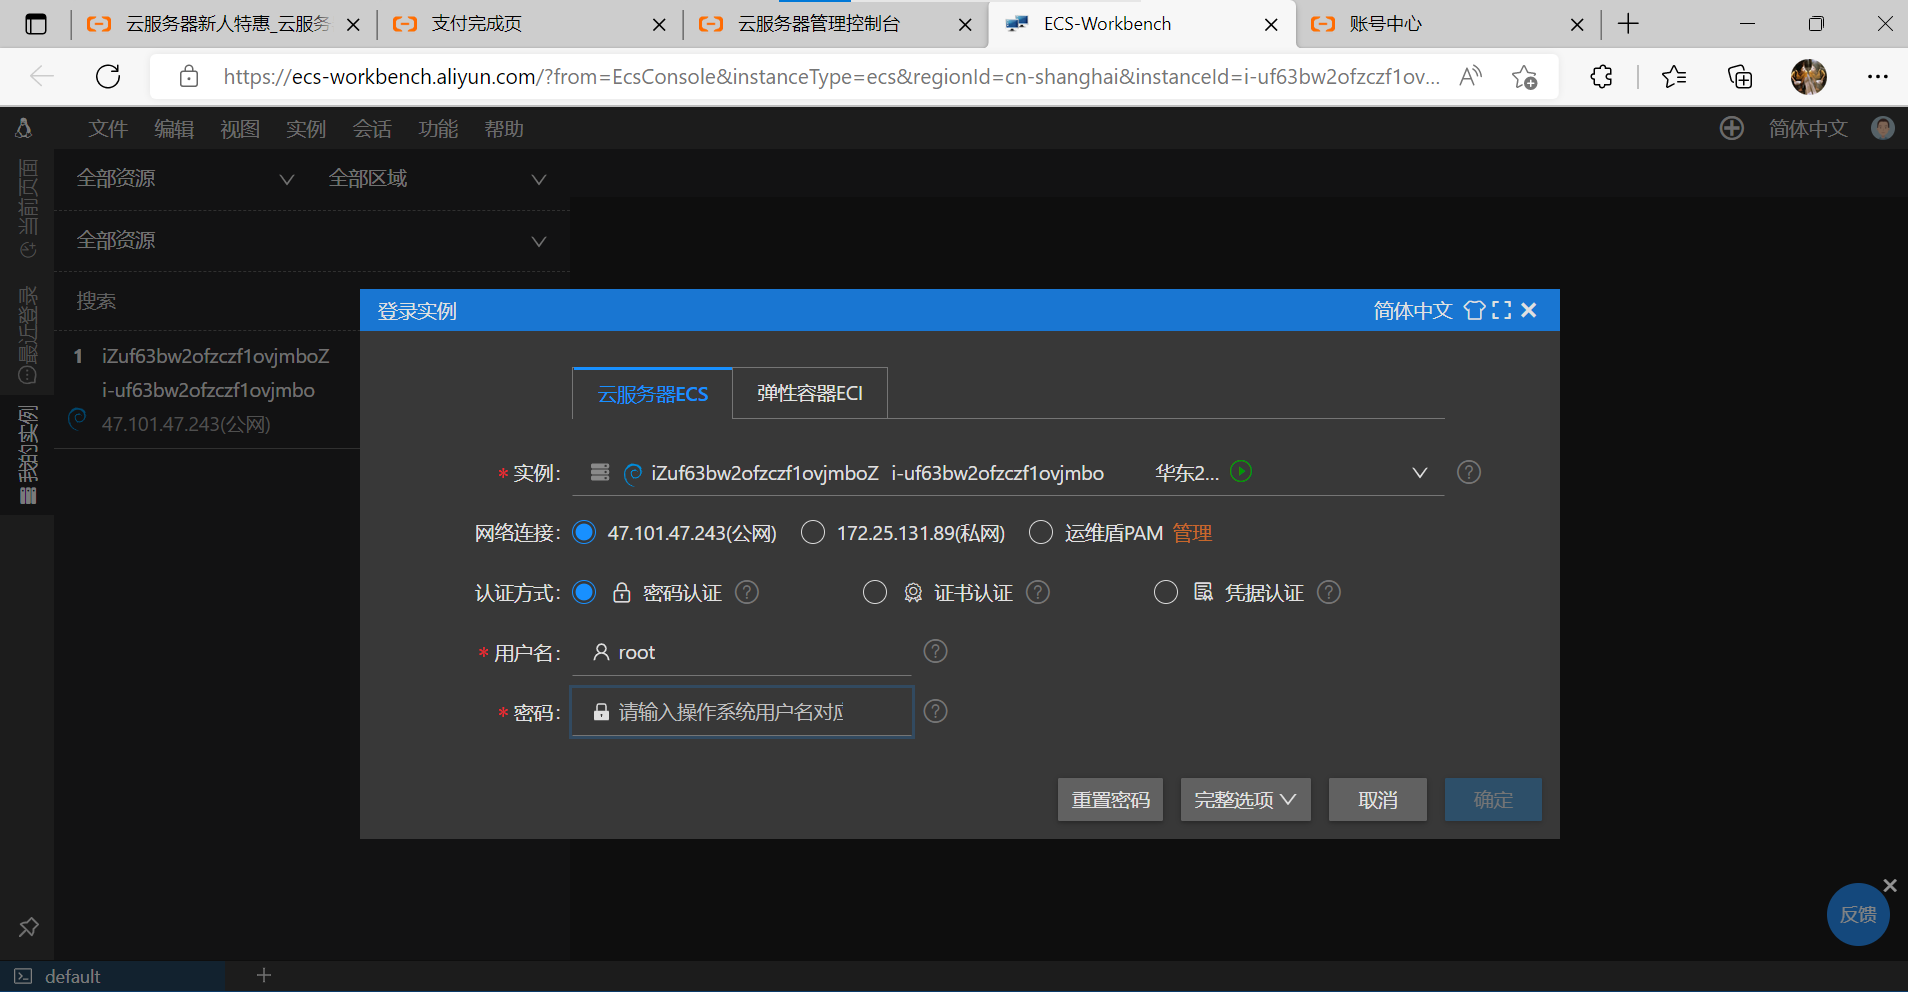 云服务器新人特惠_云服务
支付完成页
云服务器管理控制台
ECS-Workbench
账号中心
https://ecs-workbench.aliyun.com/?from=EcsConsole&instanceType=ecs&regionId=cn-shanghai&instanceId=i-uf63bw2ofzczf1ov...
文件 编辑 视图 实例 会话 功能 帮助
简体中文
当前页面
最近登录
我的实例
全部资源
全部区域
全部资源
搜索
1 iZuf63bw2ofzczf1ovjmboZ
i-uf63bw2ofzczf1ovjmbo
47.101.47.243(公网)
登录实例
简体中文
云服务器ECS
弹性容器ECI
* 实例: iZuf63bw2ofzczf1ovjmboZ i-uf63bw2ofzczf1ovjmbo 华东2...
网络连接: 47.101.47.243(公网) 172.25.131.89(私网) 运维盾PAM 管理
认证方式: 密码认证 证书认证 凭据认证
* 用户名: root
* 密码: 请输入操作系统用户名对应
重置密码
完整选项
取消
确定
反馈
default